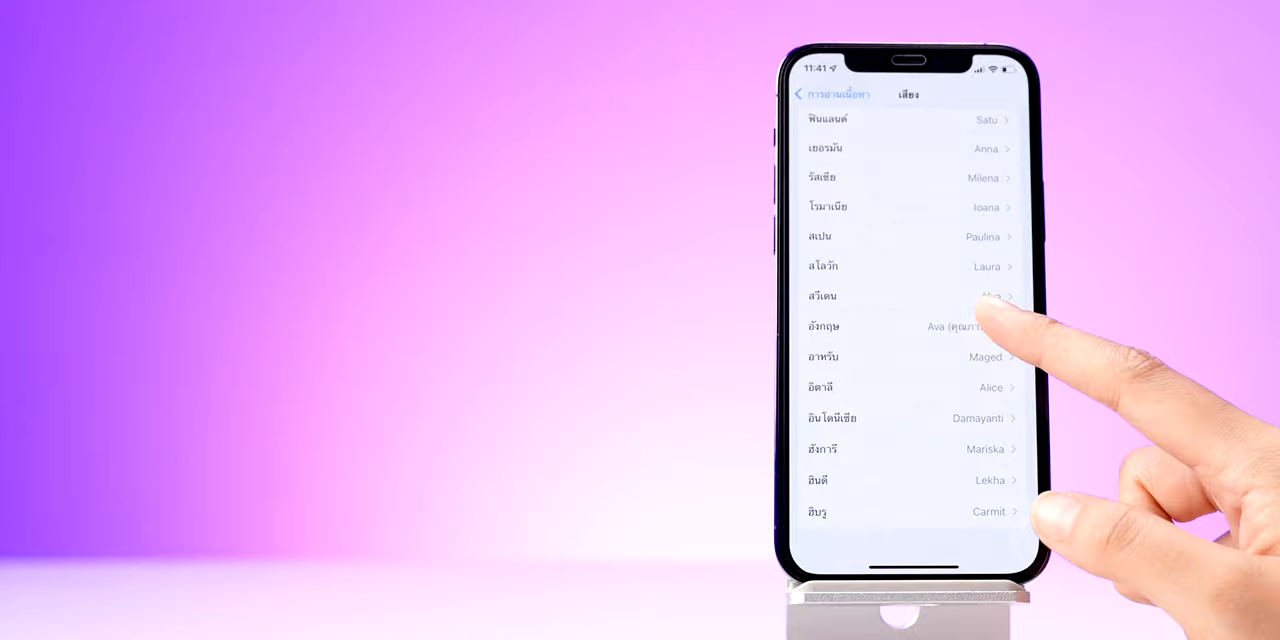 11:41
การอ่านเนื้อหา เสียง
ฟินแลนด์ Satu
เยอรมัน Anna
รัสเซีย Milena
โรมาเนีย Ioana
สเปน Paulina
สโลวัก Laura
สวีเดน
อังกฤษ Ava
อาหรับ Maged
อิตาลี Alice
อินโดนีเซีย Damayanti
ฮังการี Mariska
ฮินดี Lekha
ฮิบรู Carmit